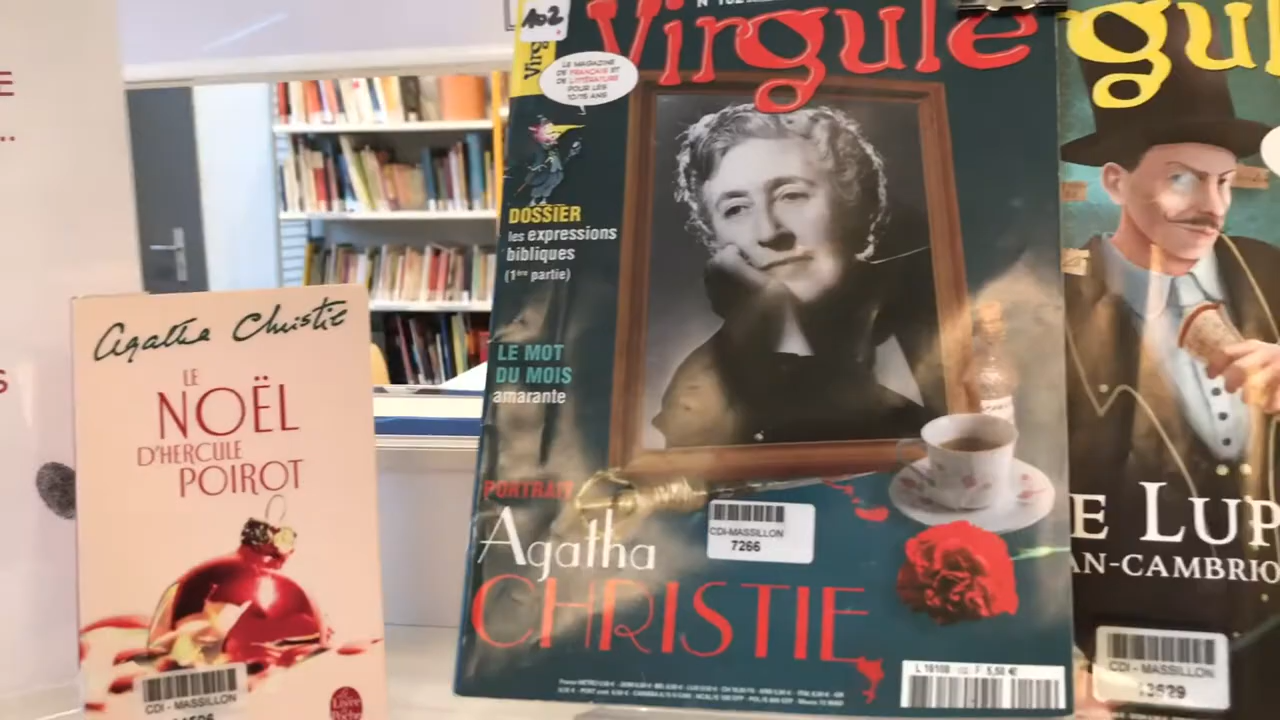 Agatha Christie
LE
NOËL
D'HERCULE
POIROT
CDI - MASSILLON
102
Virgule
LE MAGAZINE
DE FRANÇAIS ET
DE LITTÉRATURE
POUR LES
10/15 ANS
DOSSIER
les expressions
bibliques
(1ère partie)
LE MOT
DU MOIS
amarante
PORTRAIT
Agatha
CHRISTIE
CDI-MASSILLON
7266
5,50 €
gul
E LUP
AN-CAMBRIO
CDI - MASSILLON